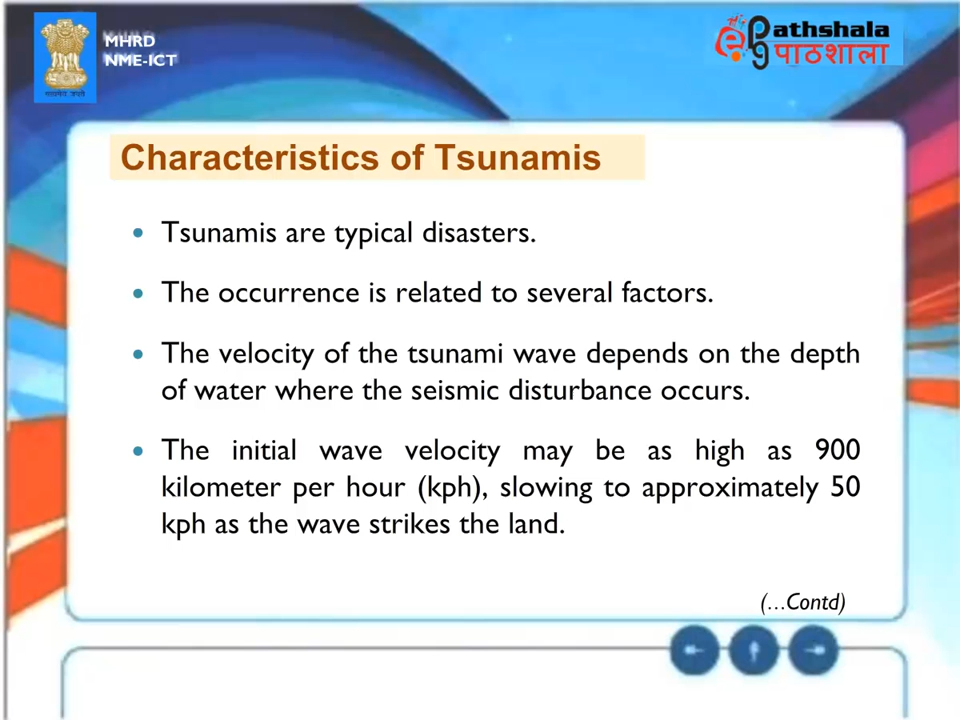 MHRD
NME-ICT
epg
athshala
पाठशाला
Characteristics of Tsunamis
• Tsunamis are typical disasters.
• The occurrence is related to several factors.
• The velocity of the tsunami wave depends on the depth
of water where the seismic disturbance occurs.
• The initial wave velocity may be as high as 900
kilometer per hour (kph), slowing to approximately 50
kph as the wave strikes the land.
(...Contd)